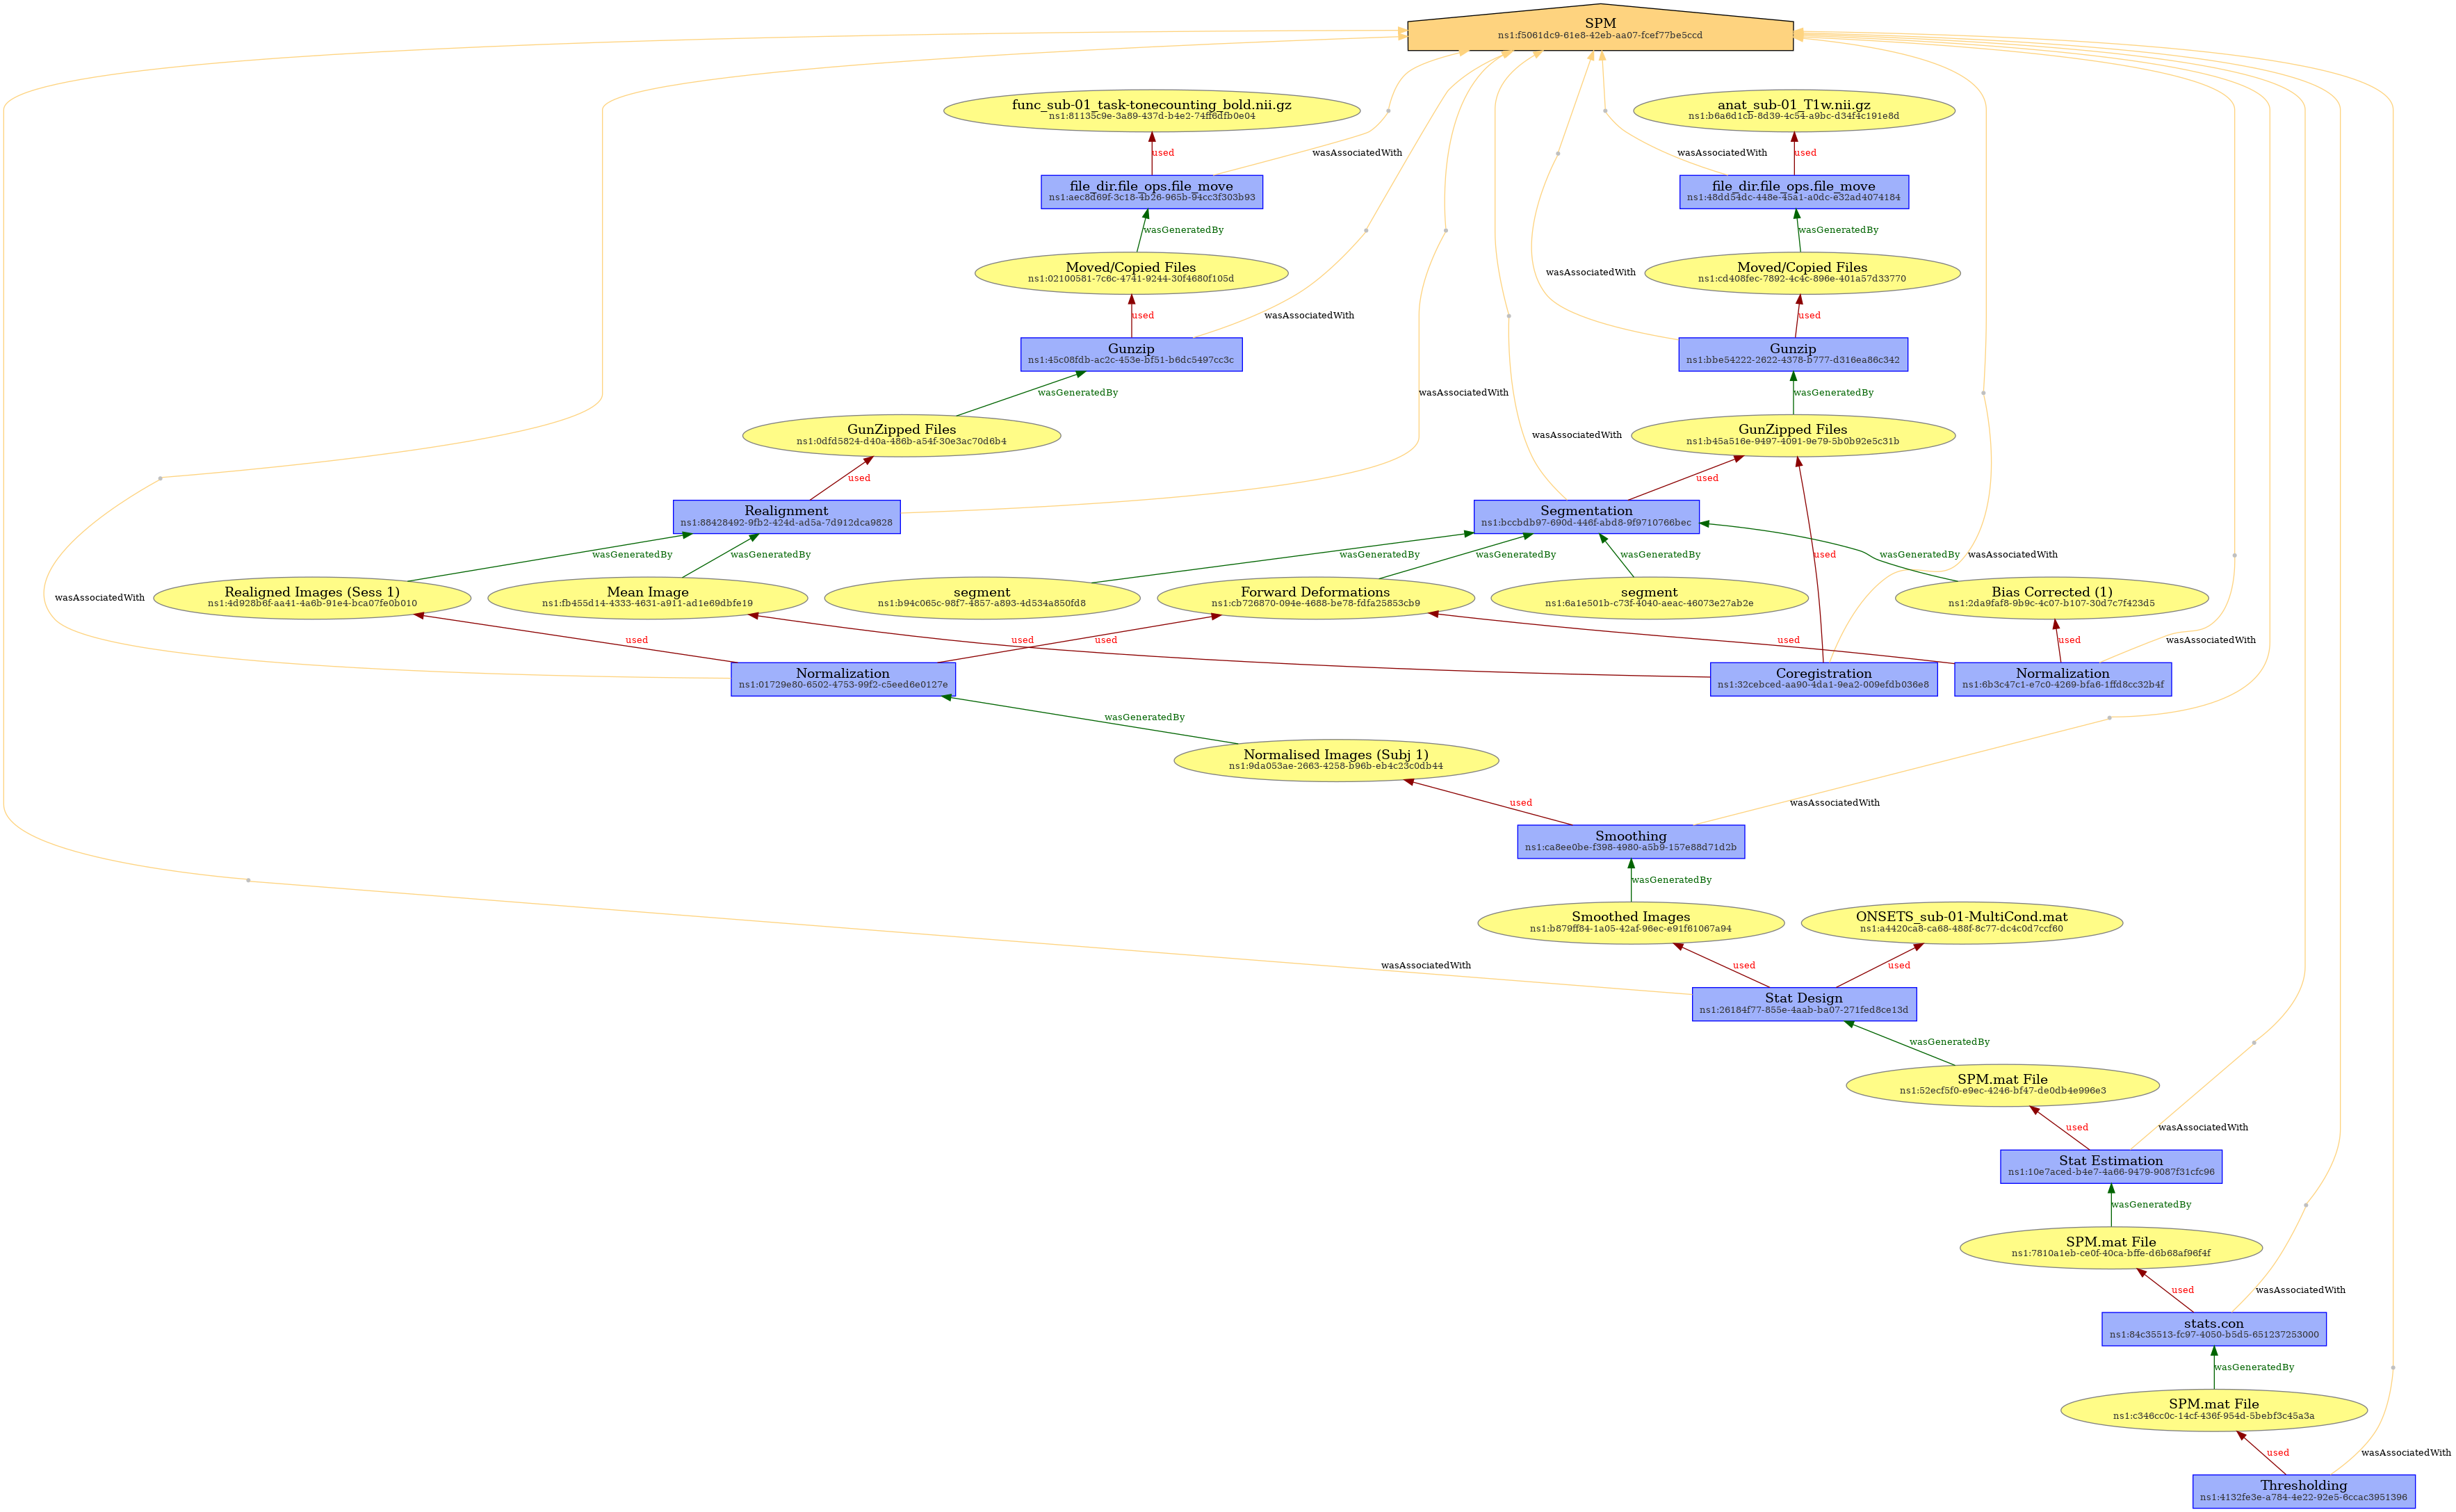 SPM
ns1:f5061dc9-61e8-42eb-aa07-fcef77be5ccd
func_sub-01_task-tonecounting_bold.nii.gz
ns1:81135c9e-3a89-437d-b4e2-74ff6dfb0e04
anat_sub-01_T1w.nii.gz
ns1:b6a6d1cb-8d39-4c54-a9bc-d34f4c191e8d
used
wasAssociatedWith
wasAssociatedWith
used
file_dir.file_ops.file_move
ns1:aec8d69f-3c18-4b26-965b-94cc3f303b93
file_dir.file_ops.file_move
ns1:48dd54dc-448e-45a1-a0dc-e32ad4074184
wasGeneratedBy
wasGeneratedBy
Moved/Copied Files
ns1:02100581-7c6c-4741-9244-30f4680f105d
wasAssociatedWith
Moved/Copied Files
ns1:cd408fec-7892-4c4c-896e-401a57d33770
used
wasAssociatedWith
used
Gunzip
ns1:45c08fdb-ac2c-453e-bf51-b6dc5497cc3c
Gunzip
ns1:bbe54222-2622-4378-b777-d316ea86c342
wasGeneratedBy
wasAssociatedWith
wasGeneratedBy
GunZipped Files
ns1:0dfd5824-d40a-486b-a54f-30e3ac70d6b4
wasAssociatedWith
GunZipped Files
ns1:b45a516e-9497-4091-9e79-5b0b92e5c31b
used
used
Realignment
ns1:88428492-9fb2-424d-ad5a-7d912dca9828
Segmentation
ns1:bccbdb97-690d-446f-abd8-9f9710766bec
wasGeneratedBy
wasGeneratedBy
wasGeneratedBy
wasGeneratedBy
wasGeneratedBy
used
wasGeneratedBy
wasAssociatedWith
wasAssociatedWith
Realigned Images (Sess 1)
ns1:4d928b6f-aa41-4a6b-91e4-bca07fe0b010
Mean Image
ns1:fb455d14-4333-4631-a911-ad1e69dbfe19
segment
ns1:b94c065c-98f7-4857-a893-4d534a850fd8
Forward Deformations
ns1:cb726870-094e-4688-be78-fdfa25853cb9
segment
ns1:6a1e501b-c73f-4040-aeac-46073e27ab2e
Bias Corrected (1)
ns1:2da9faf8-9b9c-4c07-b107-30d7c7f423d5
used
used
used
used
used
wasAssociatedWith
Normalization
ns1:01729e80-6502-4753-99f2-c5eed6e0127e
Coregistration
ns1:32cebced-aa90-4da1-9ea2-009efdb036e8
Normalization
ns1:6b3c47c1-e7c0-4269-bfa6-1ffd8cc32b4f
wasGeneratedBy
Normalised Images (Subj 1)
ns1:9da053ae-2663-4258-b96b-eb4c23c0db44
used
wasAssociatedWith
Smoothing
ns1:ca8ee0be-f398-4980-a5b9-157e88d71d2b
wasGeneratedBy
Smoothed Images
ns1:b879ff84-1a05-42af-96ec-e91f61067a94
ONSETS_sub-01-MultiCond.mat
ns1:a4420ca8-ca68-488f-8c77-dc4c0d7ccf60
wasAssociatedWith
used
used
Stat Design
ns1:26184f77-855e-4aab-ba07-271fed8ce13d
wasGeneratedBy
SPM.mat File
ns1:52ecf5f0-e9ec-4246-bf47-de0db4e996e3
used
wasAssociatedWith
Stat Estimation
ns1:10e7aced-b4e7-4a66-9479-9087f31cfc96
wasGeneratedBy
SPM.mat File
ns1:7810a1eb-ce0f-40ca-bffe-d6b68af96f4f
used
wasAssociatedWith
stats.con
ns1:84c35513-fc97-4050-b5d5-651237253000
wasGeneratedBy
SPM.mat File
ns1:c346cc0c-14cf-436f-954d-5bebf3c45a3a
used
wasAssociatedWith
Thresholding
ns1:4132fe3e-a784-4e22-92e5-6ccac3951396